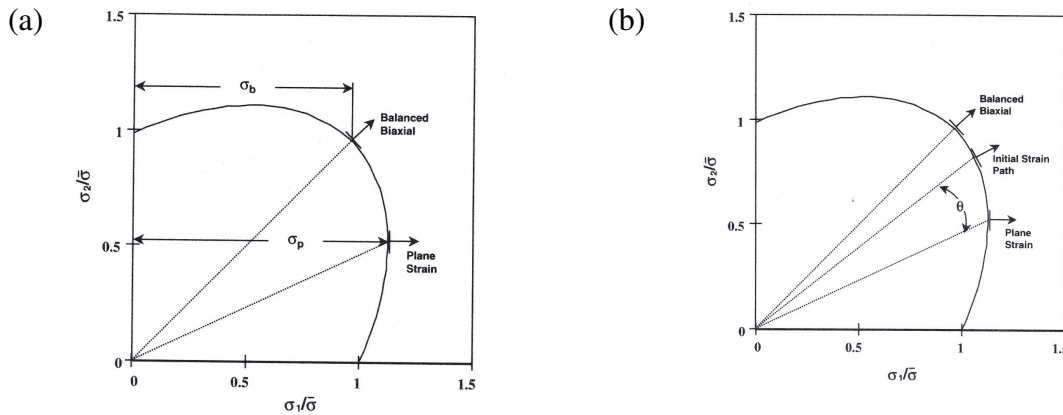 (a)
1.5
1
0.5
0
σb
Balanced
Biaxial
σp
Plane
Strain
σ2/σ̄
0
0.5
1
1.5
σ1/σ̄
(b)
1.5
1
0.5
0
Balanced
Biaxial
Initial Strain
Path
θ
Plane
Strain
σ2/σ̄
0
0.5
1
1.5
σ1/σ̄